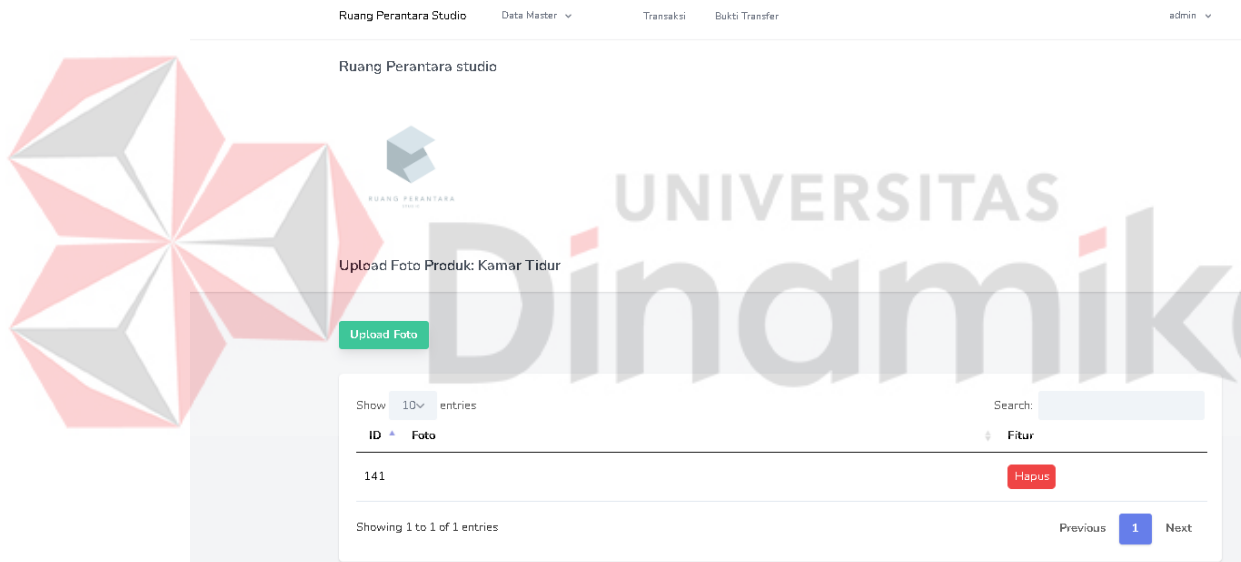 Ruang Perantara Studio Data Master Transaksi Bukti Transfer admin
Ruang Perantara studio
RUANG PERANTARA
STUDIO
UNIVERSITAS
Dinamika
Upload Foto Produk: Kamar Tidur
Upload Foto
Show 10 entries Search:
ID Foto Fitur
141 Hapus
Showing 1 to 1 of 1 entries Previous 1 Next